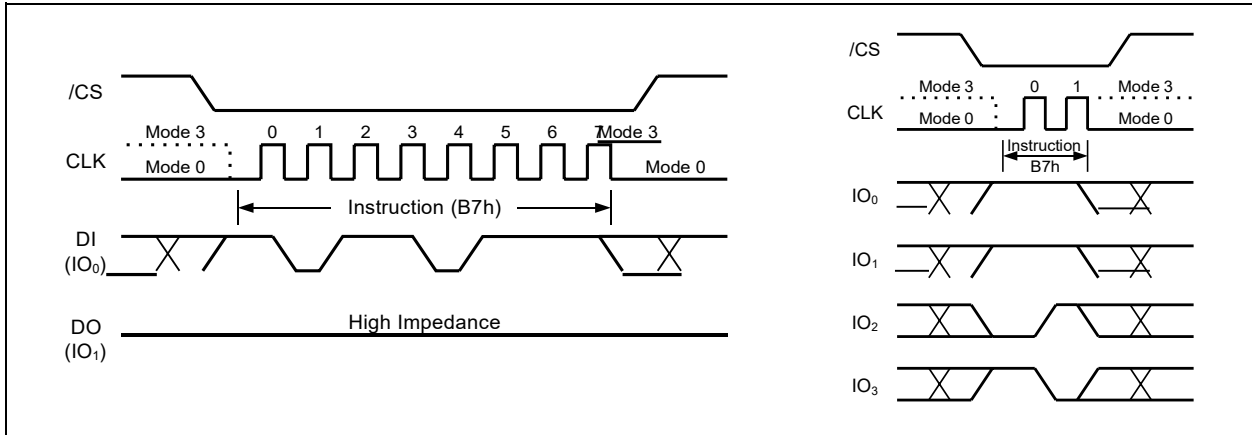 /CS
Mode 3
0 1 2 3 4 5 6 7
Mode 3
CLK
Mode 0
Mode 0
Instruction (B7h)
DI
(IO0)
DO
(IO1)
High Impedance
/CS
Mode 3
0 1
Mode 3
CLK
Mode 0
Mode 0
Instruction
B7h
IO0
IO1
IO2
IO3